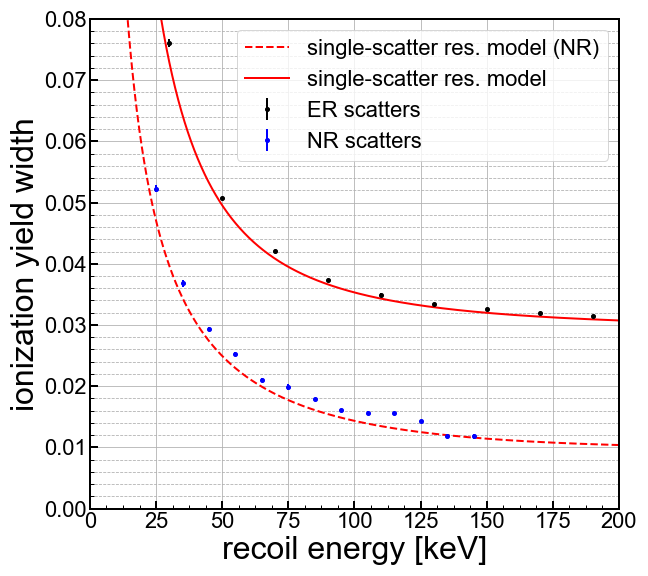 single-scatter res. model (NR)
single-scatter res. model
ER scatters
NR scatters
ionization yield width
0.08
0.07
0.06
0.05
0.04
0.03
0.02
0.01
0.00
0 25 50 75 100 125 150 175 200
recoil energy [keV]